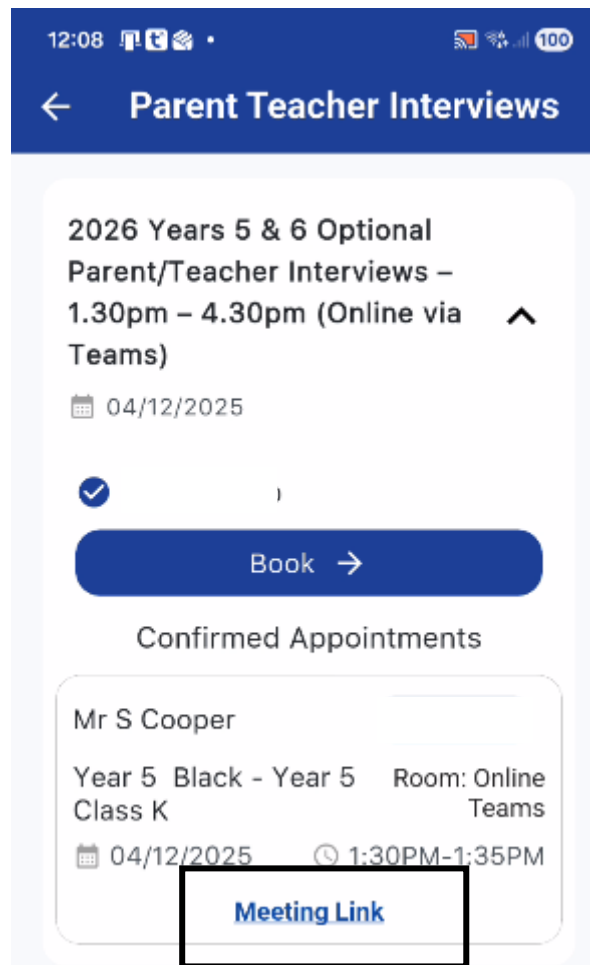 12:08
100
Parent Teacher Interviews
2026 Years 5 & 6 Optional
Parent/Teacher Interviews –
1.30pm – 4.30pm (Online via
Teams)
04/12/2025
Book →
Confirmed Appointments
Mr S Cooper
Year 5 Black - Year 5 Room: Online
Class K Teams
04/12/2025 1:30PM-1:35PM
Meeting Link